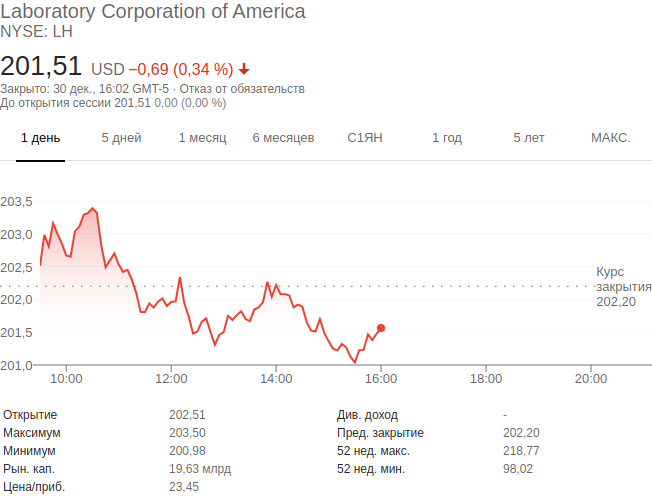 Laboratory Corporation of America
NYSE: LH
201,51 USD −0,69 (0,34 %)
Закрыто: 30 дек., 16:02 GMT-5 · Отказ от обязательств
До открытия сессии 201,51 0,00 (0,00 %)
1 день 5 дней 1 месяц 6 месяцев С1ЯН 1 год 5 лет МАКС.
203,5
203,0
202,5
Курс
закрытия
202,20
202,0
201,5
201,0
10:00 12:00 14:00 16:00 18:00 20:00
Открытие 202,51 Див. доход -
Максимум 203,50 Пред. закрытие 202,20
Минимум 200,98 52 нед. макс. 218,77
Рын. кап. 19,63 млрд 52 нед. мин. 98,02
Цена/приб. 23,45